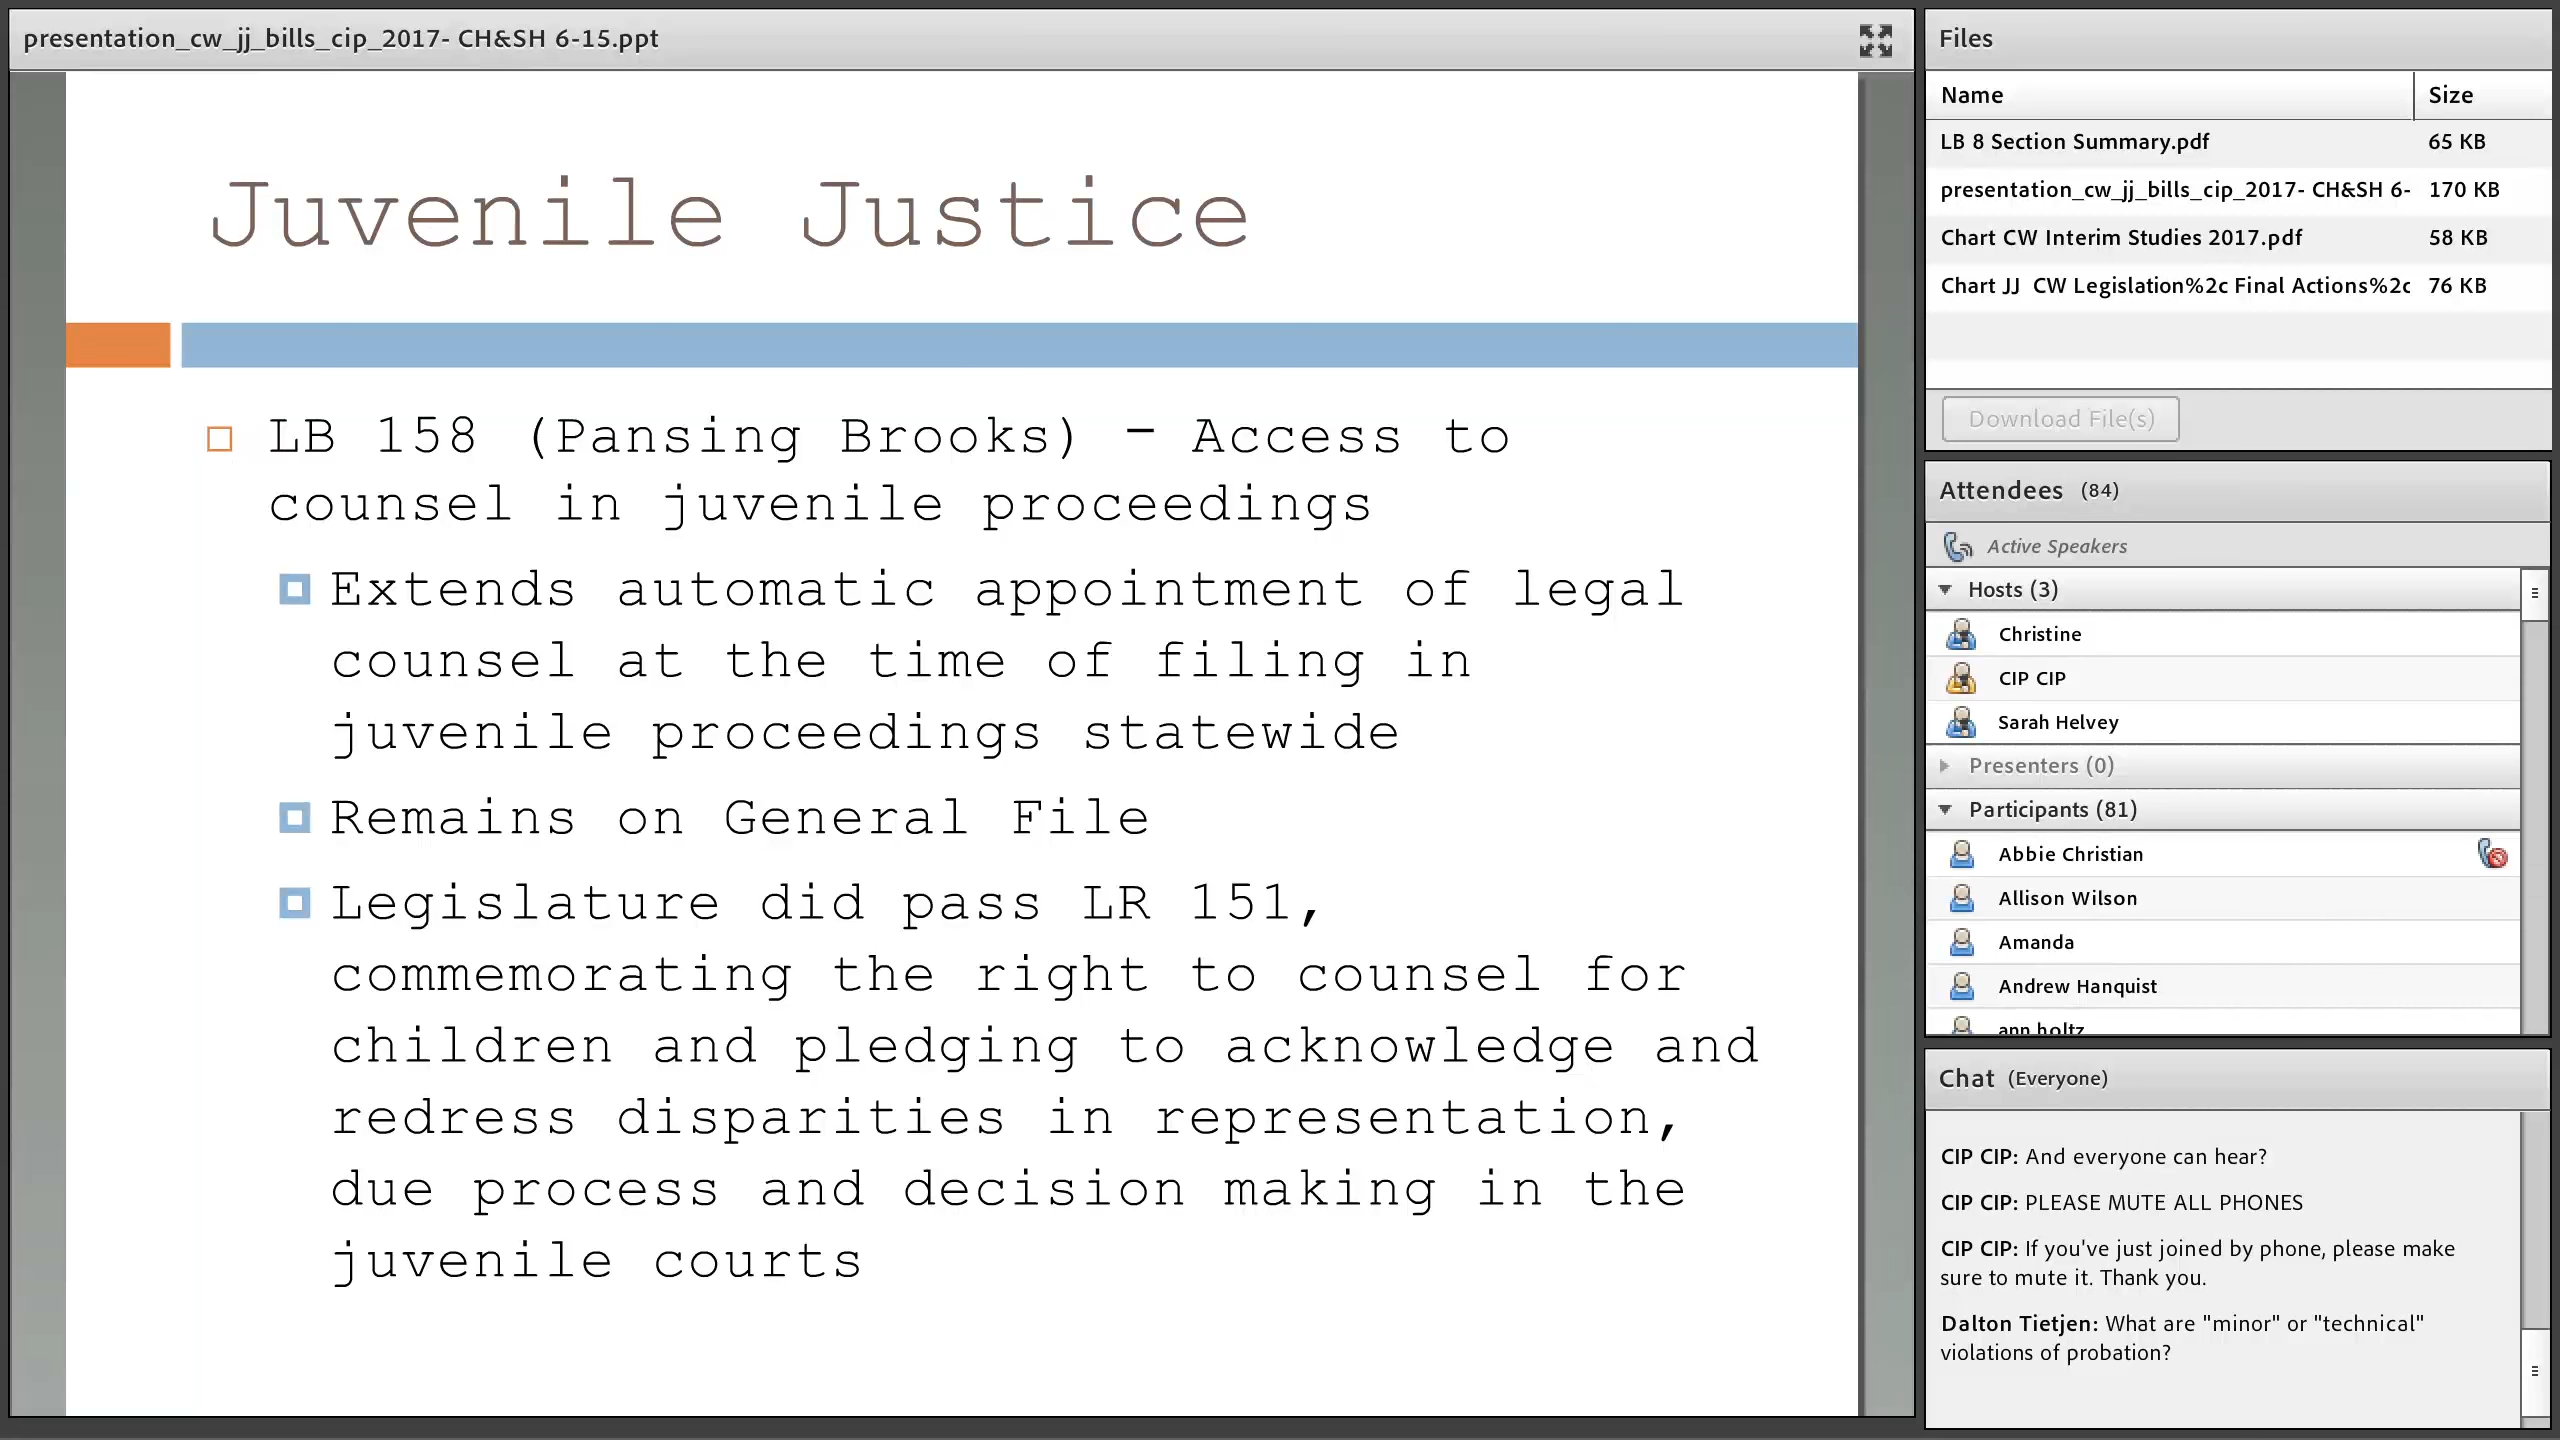 presentation_cw_jj_bills_cip_2017- CH&SH 6-15.ppt
Juvenile Justice
LB 158 (Pansing Brooks) – Access to
counsel in juvenile proceedings
Extends automatic appointment of legal
counsel at the time of filing in
juvenile proceedings statewide
Remains on General File
Legislature did pass LR 151,
commemorating the right to counsel for
children and pledging to acknowledge and
redress disparities in representation,
due process and decision making in the
juvenile courts
Files
Name Size
LB 8 Section Summary.pdf 65 KB
presentation_cw_jj_bills_cip_2017- CH&SH 6- 170 KB
Chart CW Interim Studies 2017.pdf 58 KB
Chart JJ  CW Legislation%2c Final Actions%2c 76 KB
Download File(s)
Attendees (84)
Active Speakers
Hosts (3)
Christine
CIP CIP
Sarah Helvey
Presenters (0)
Participants (81)
Abbie Christian
Allison Wilson
Amanda
Andrew Hanquist
ann holtz
Chat (Everyone)
CIP CIP: And everyone can hear?
CIP CIP: PLEASE MUTE ALL PHONES
CIP CIP: If you've just joined by phone, please make
sure to mute it. Thank you.
Dalton Tietjen: What are "minor" or "technical"
violations of probation?